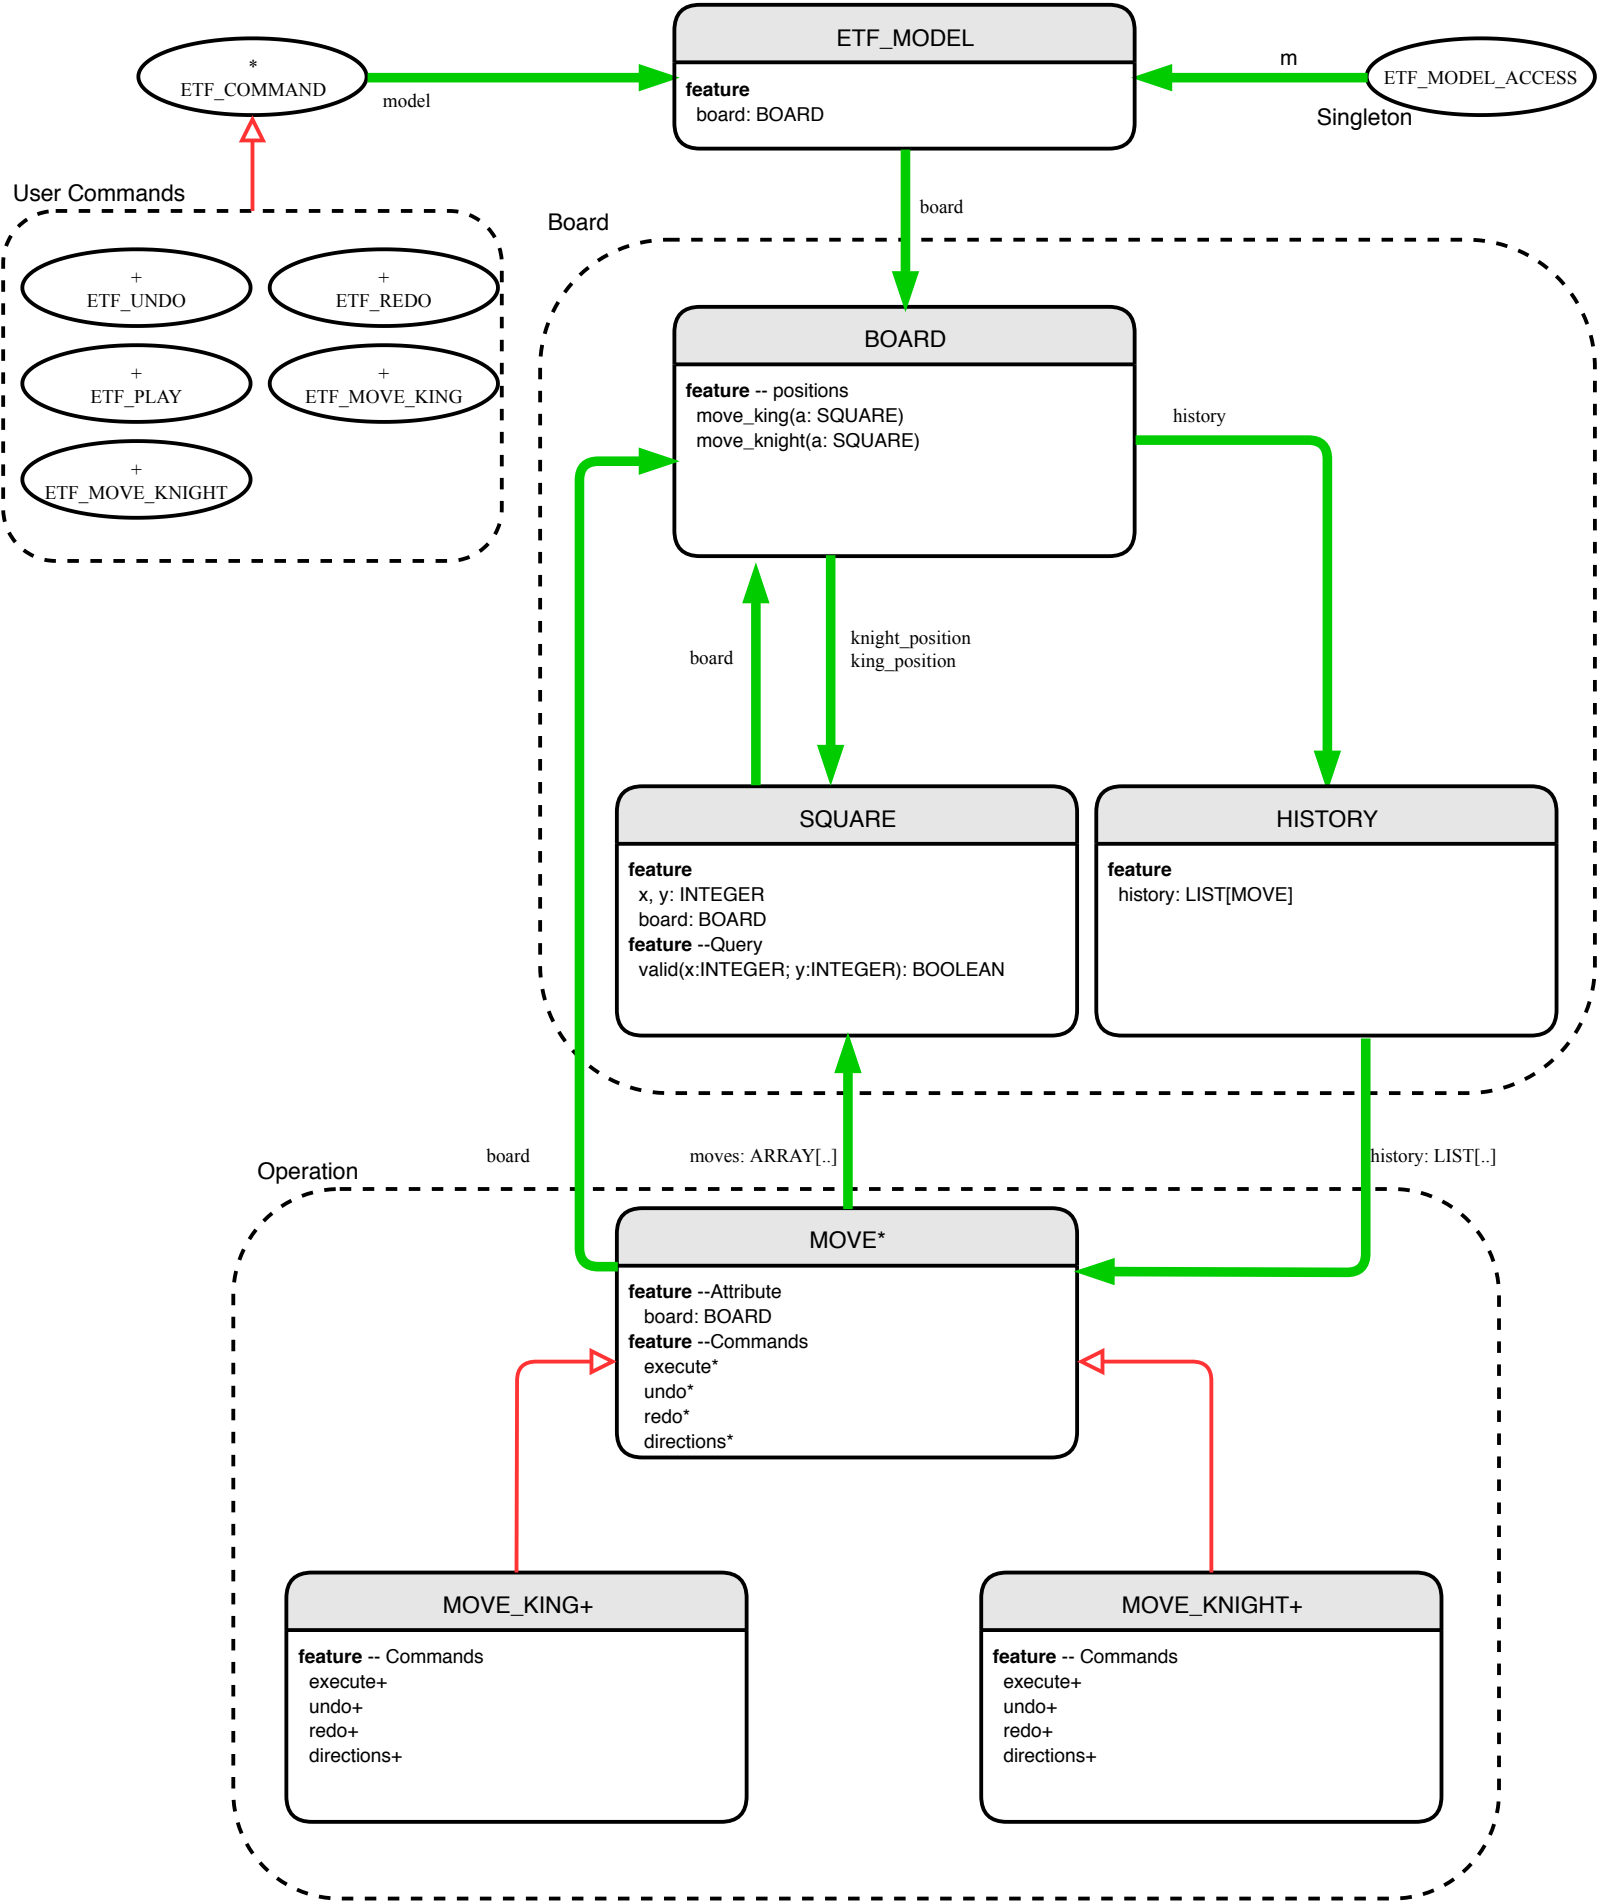 ETF_MODEL
feature
board: BOARD
*
ETF_COMMAND
model
m
ETF_MODEL_ACCESS
Singleton
User Commands
+
ETF_UNDO
+
ETF_REDO
+
ETF_PLAY
+
ETF_MOVE_KING
+
ETF_MOVE_KNIGHT
board
Board
BOARD
feature -- positions
move_king(a: SQUARE)
move_knight(a: SQUARE)
history
board
knight_position
king_position
SQUARE
feature
x, y: INTEGER
board: BOARD
feature --Query
valid(x:INTEGER; y:INTEGER): BOOLEAN
HISTORY
feature
history: LIST[MOVE]
board
moves: ARRAY[..]
history: LIST[..]
Operation
MOVE*
feature --Attribute
board: BOARD
feature --Commands
execute*
undo*
redo*
directions*
MOVE_KING+
feature -- Commands
execute+
undo+
redo+
directions+
MOVE_KNIGHT+
feature -- Commands
execute+
undo+
redo+
directions+